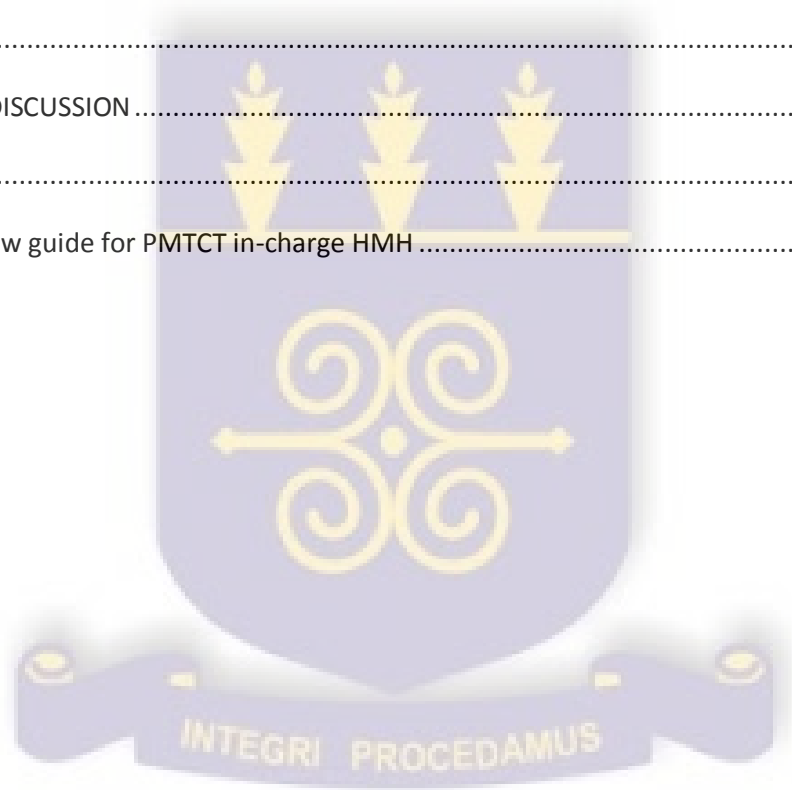 ....................................................................................................
DISCUSSION....................................................................................
....................................................................................................
w guide for PMTCT in-charge HMH...............................................
INTEGRI PROCEDAMUS